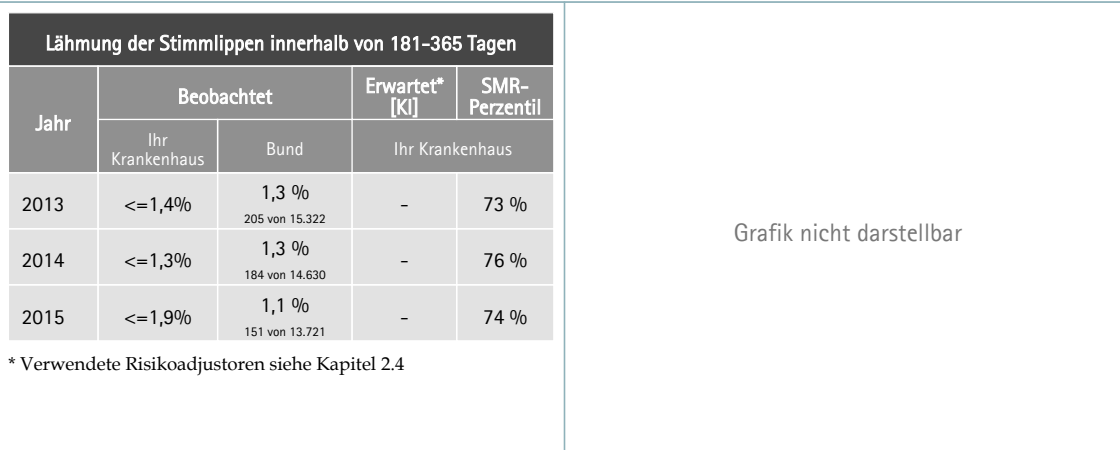 Lähmung der Stimmlippen innerhalb von 181-365 Tagen
Jahr
Beobachtet
Erwartet*
[KI]
SMR-
Perzentil
Ihr
Krankenhaus
Bund
Ihr Krankenhaus
2013
<=1,4%
1,3 %
205 von 15.322
-
73 %
2014
<=1,3%
1,3 %
184 von 14.630
-
76 %
2015
<=1,9%
1,1 %
151 von 13.721
-
74 %
* Verwendete Risikoadjustoren siehe Kapitel 2.4
Grafik nicht darstellbar